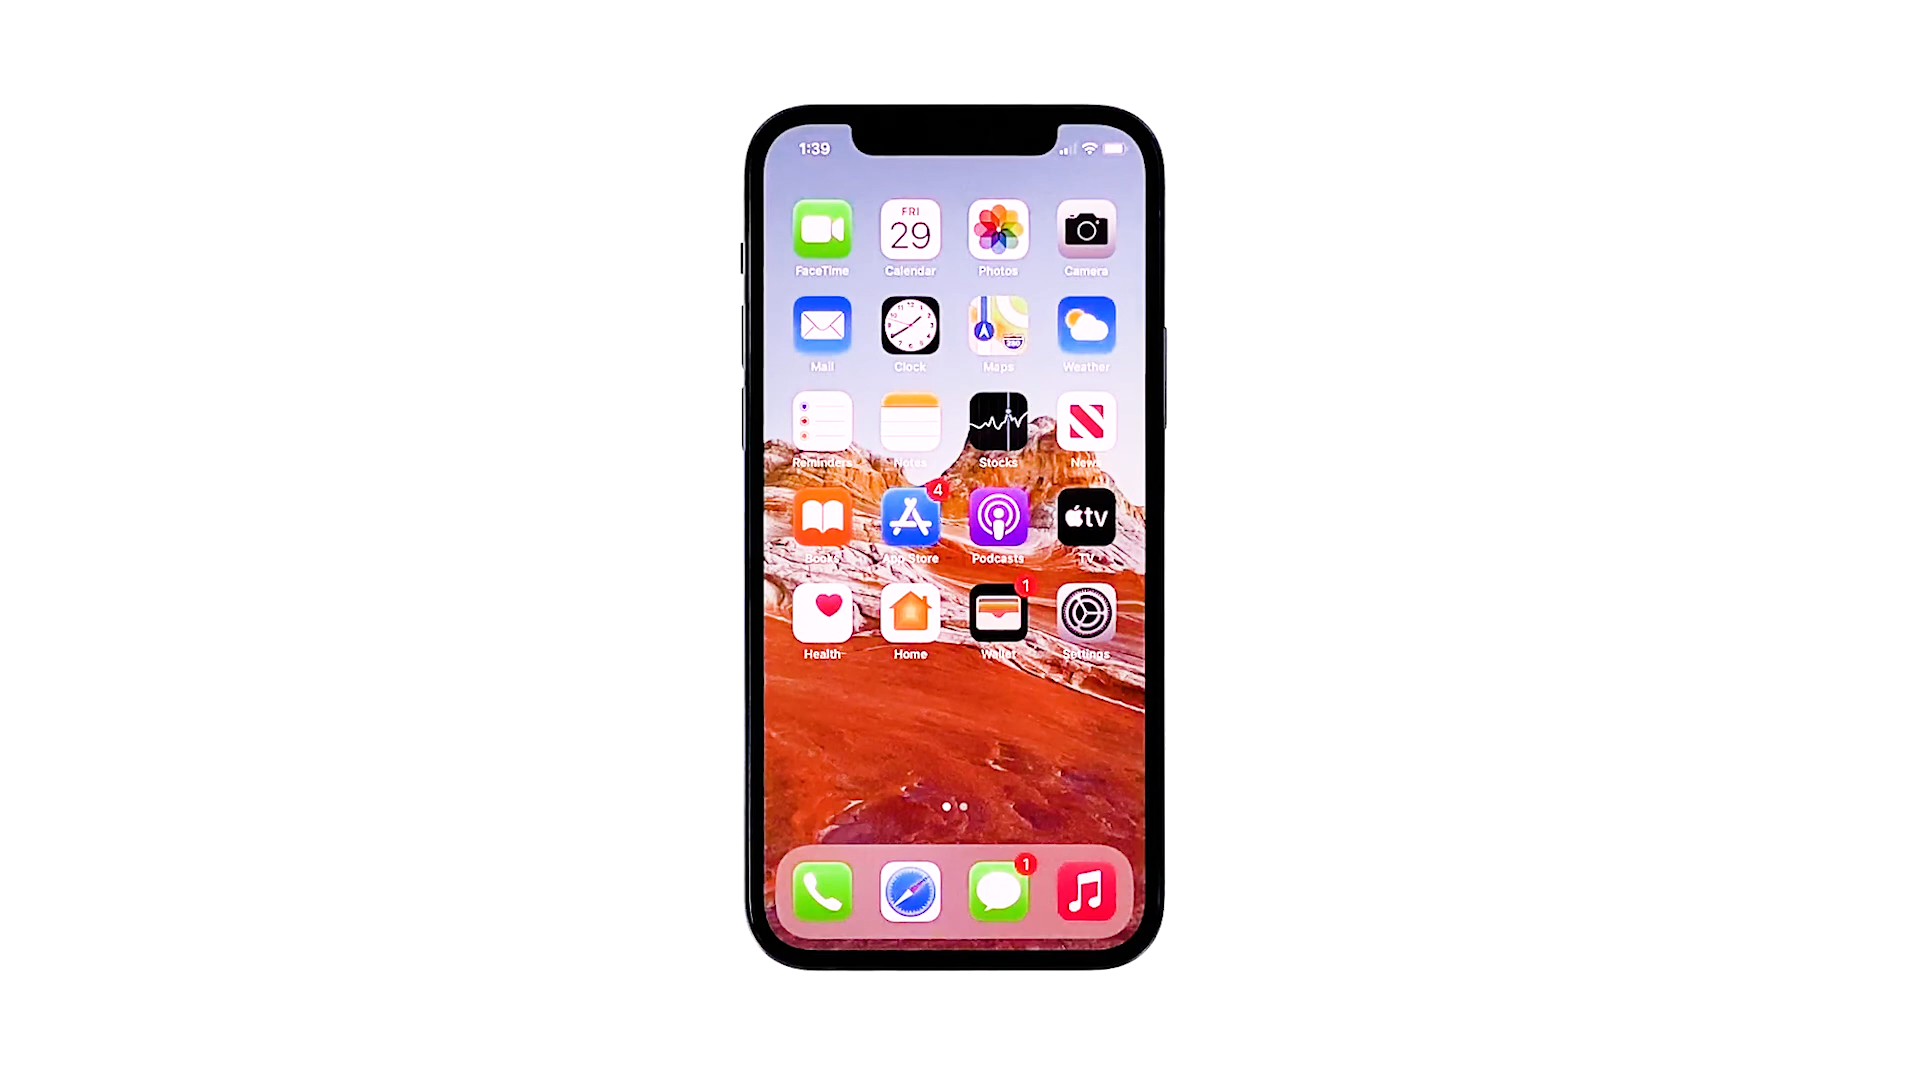 1:39
FRI
29
FaceTime Calendar Photos Camera
280
Mail Clock Maps Weather
Reminders Notes Stocks News
4
tv
Books App Store Podcasts TV
1
Health Home Wallet Settings
1